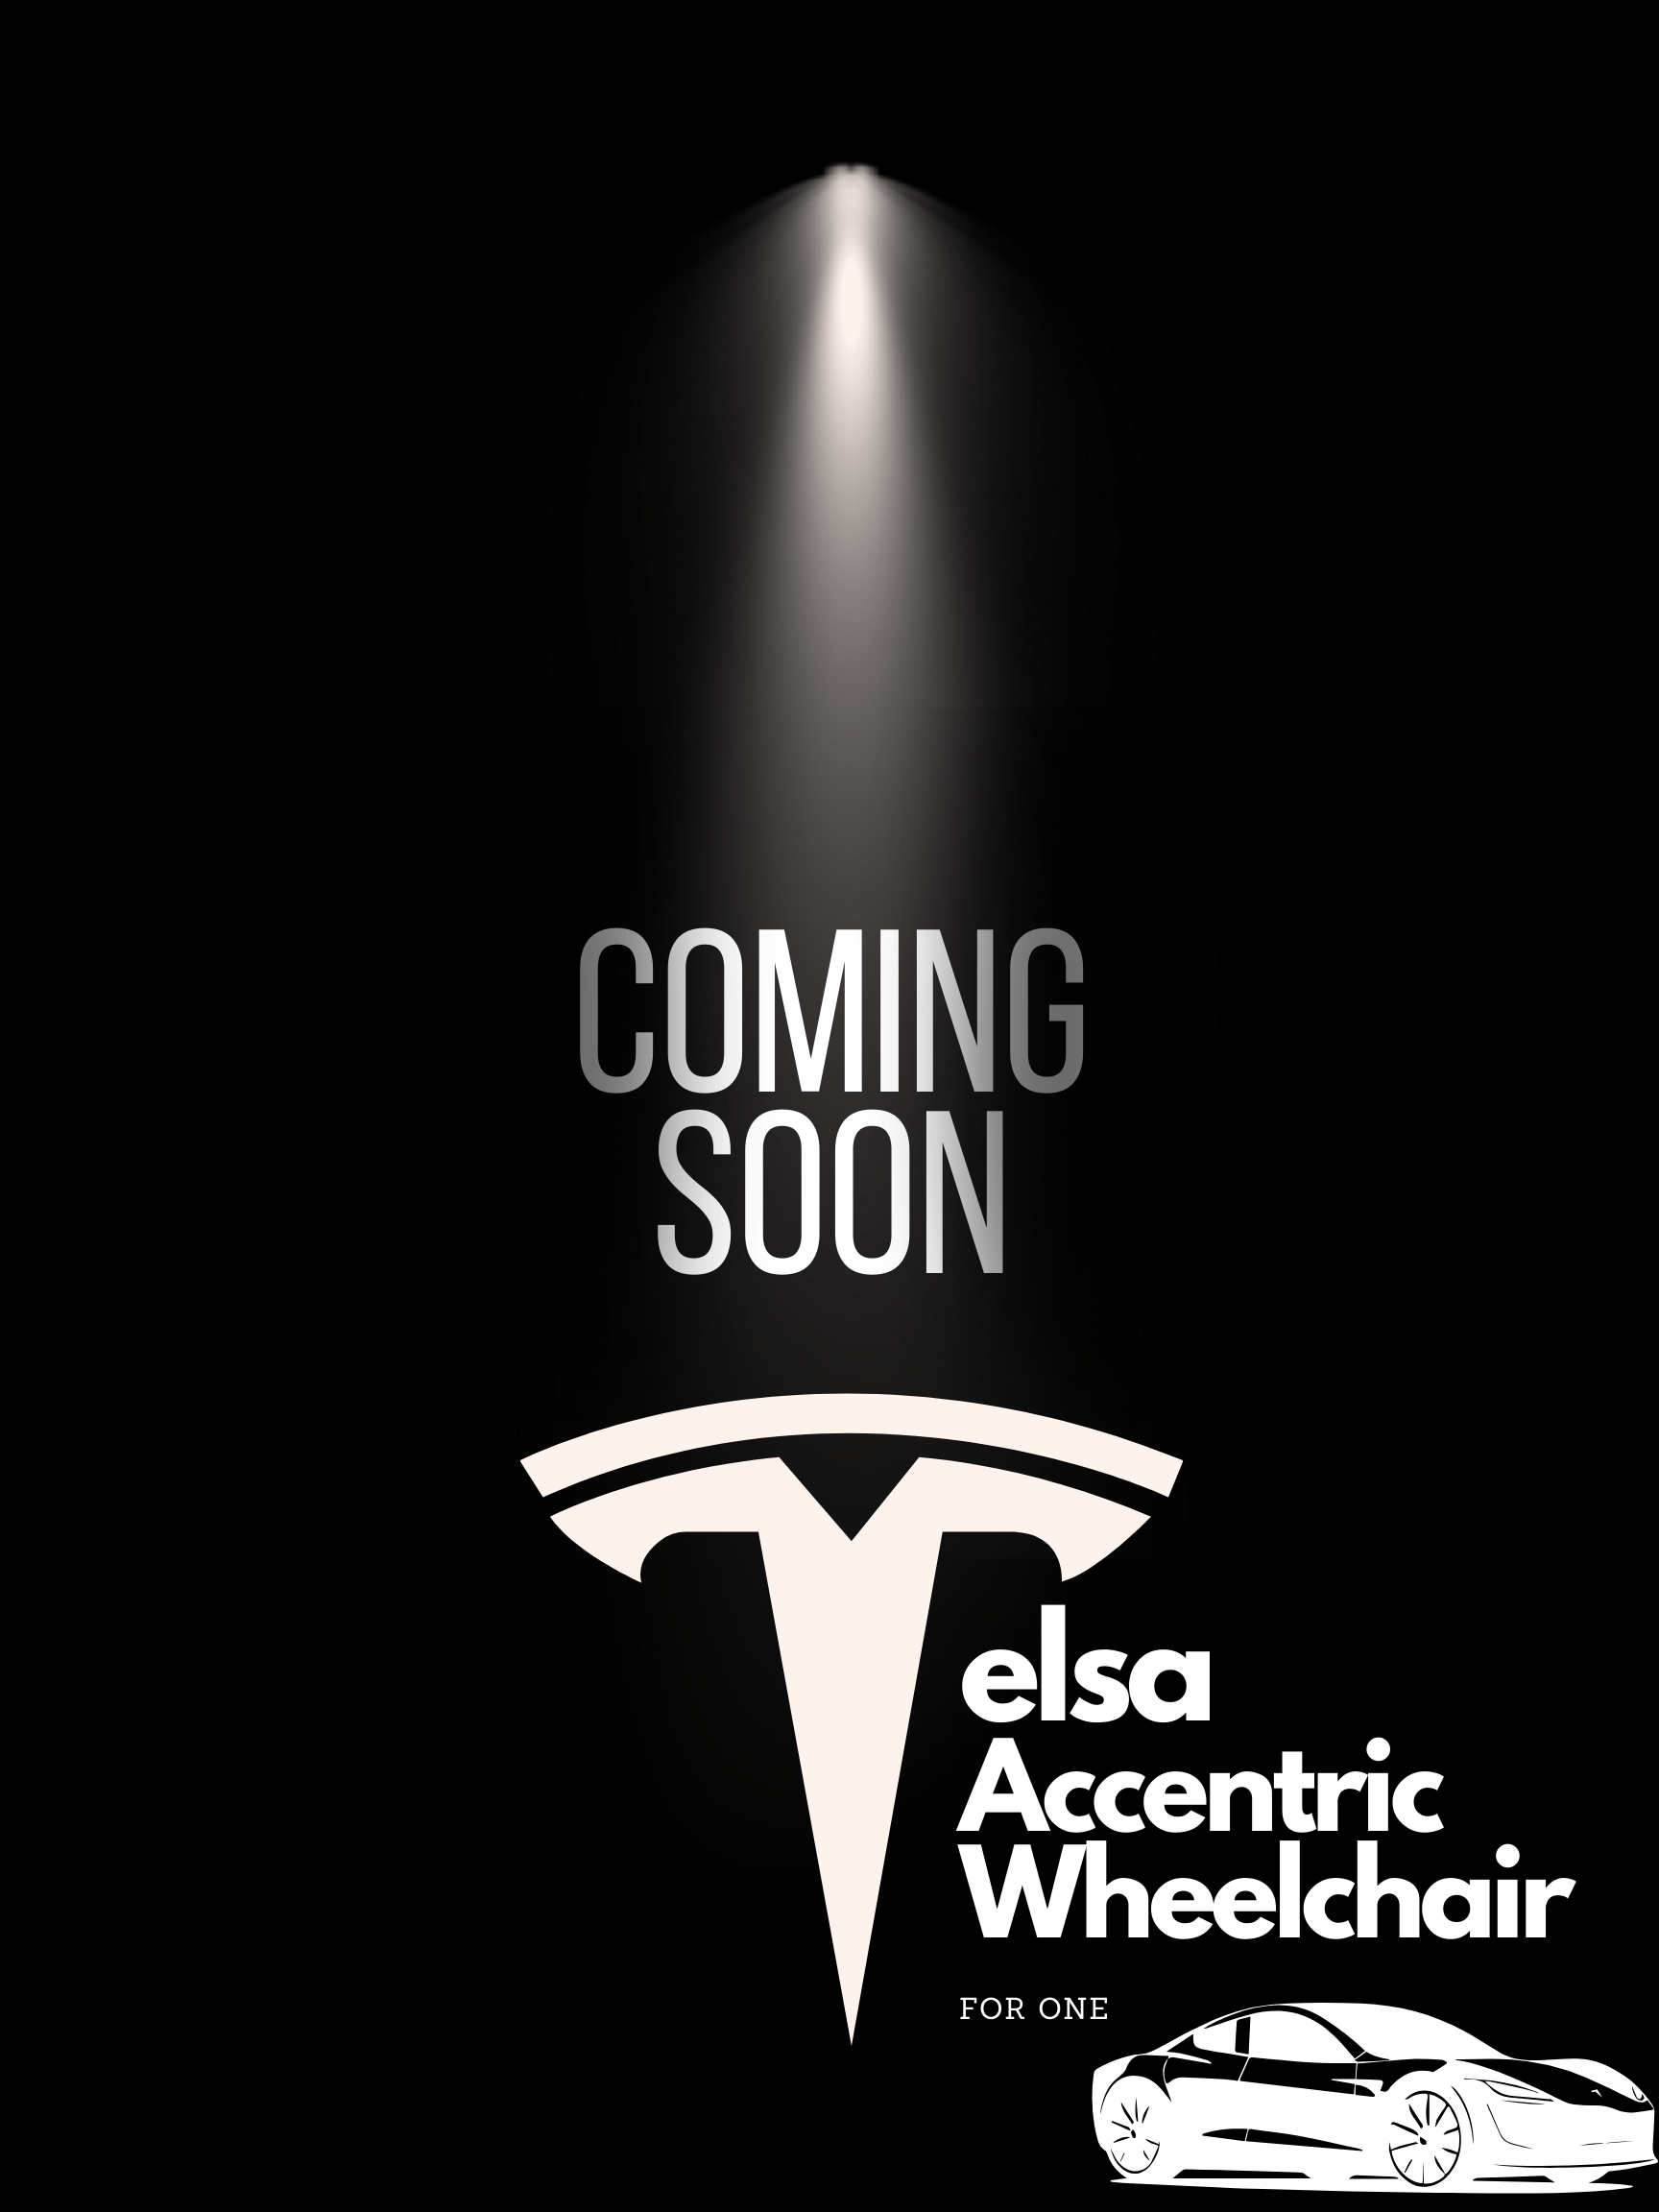 COMING
SOON
elsa
Accentric
Wheelchair
FOR ONE